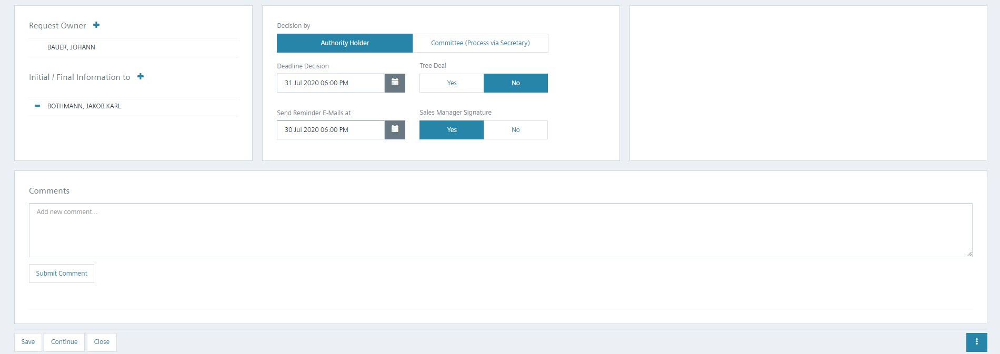 Request Owner
BAUER, JOHANN
Initial / Final Information to
BOTHMANN, JAKOB KARL
Decision by
Authority Holder
Committee (Process via Secretary)
Deadline Decision
31 Jul 2020 06:00 PM
Tree Deal
Yes
No
Send Reminder E-Mails at
30 Jul 2020 06:00 PM
Sales Manager Signature
Yes
No
Comments
Add new comment...
Submit Comment
Save
Continue
Close